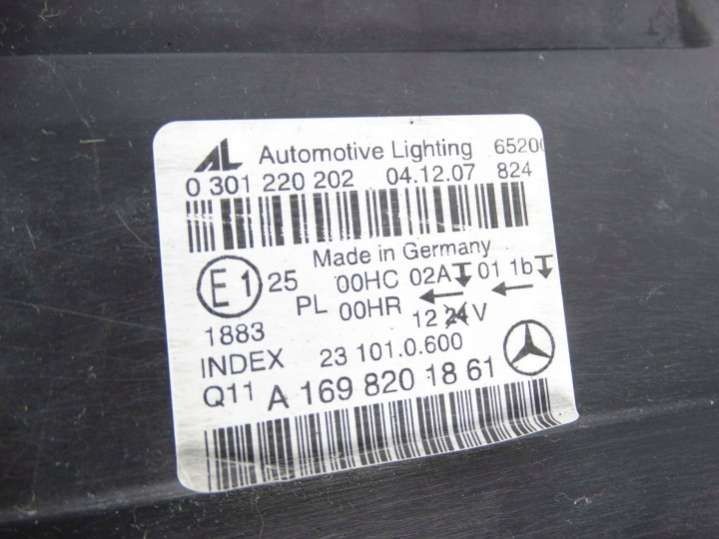 AL Automotive Lighting 6520
0 301 220 202 04.12.07 824
Made in Germany
E1 25 00HC 02A 01 1b
PL 00HR ← ←
1883 12 24 V
INDEX 23 101.0.600
Q11 A 169 820 18 61